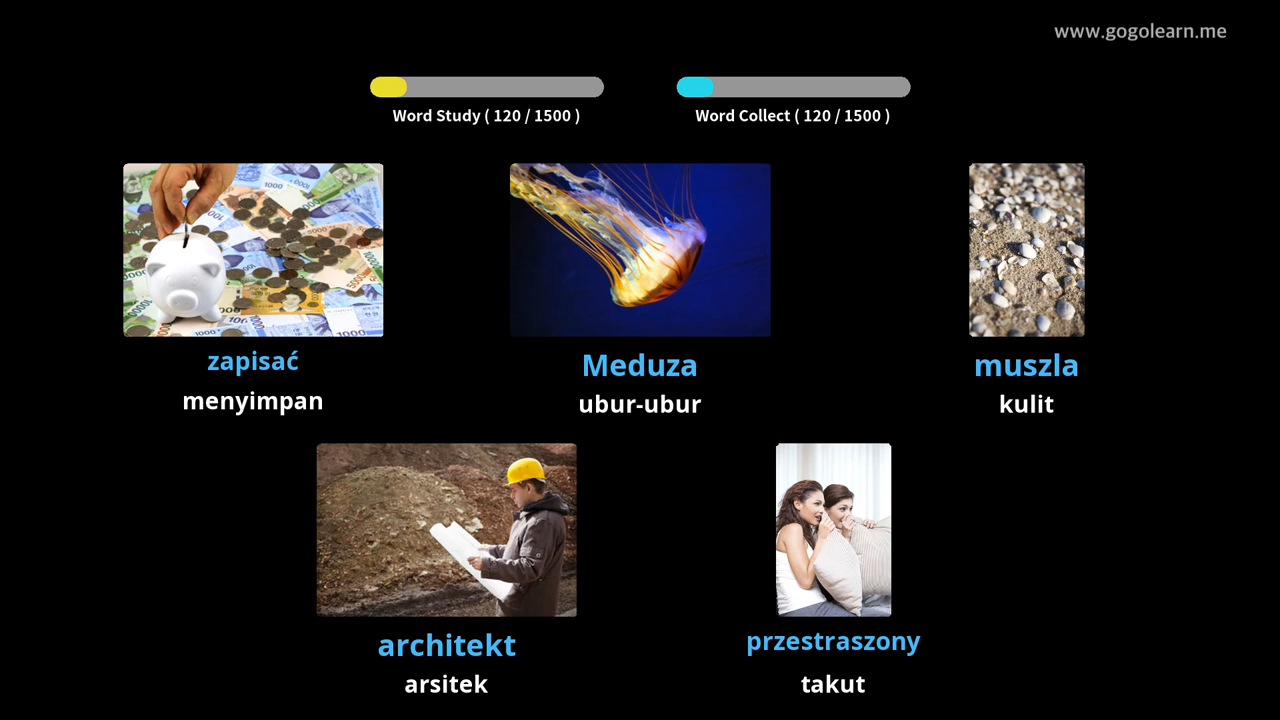 www.gogolearn.me
Word Study ( 120 / 1500 )
Word Collect ( 120 / 1500 )
zapisać
menyimpan
Meduza
ubur-ubur
muszla
kulit
architekt
arsitek
przestraszony
takut